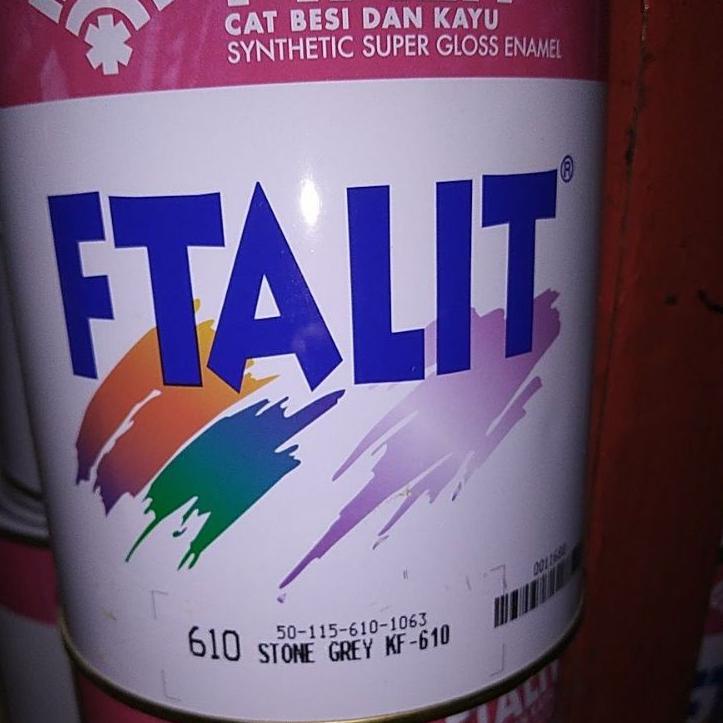 CAT BESI DAN KAYU
SYNTHETIC SUPER GLOSS ENAMEL
FTALIT®
50-115-610-1063
610 STONE GREY KF-610